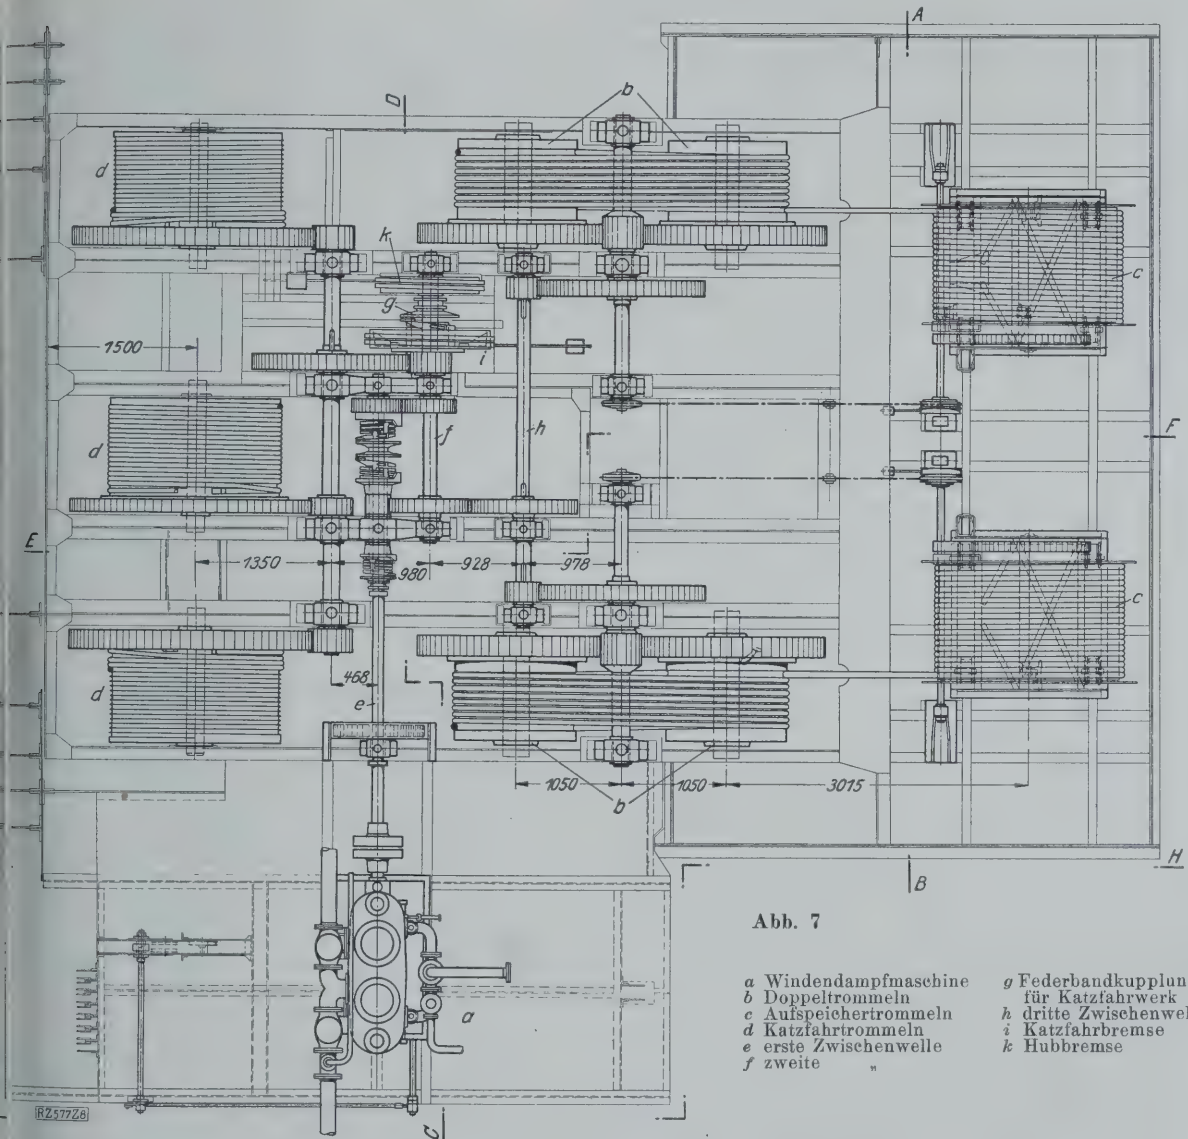 A
D
b
d
k
c
g
i
1500
d
f
h
F
E
1350
980
928
978
c
d
468
e
1050
1050
3015
b
H
B
Abb. 7
a Windendampfmaschine
b Doppeltrommeln
c Aufspeichertrommeln
d Katzfahrtrommeln
e erste Zwischenwelle
f zweite "
g Federbandkupplun
für Katzfahrwerk
h dritte Zwischenwel
i Katzfahrbremse
k Hubbremse
a
RZ577Z8
C